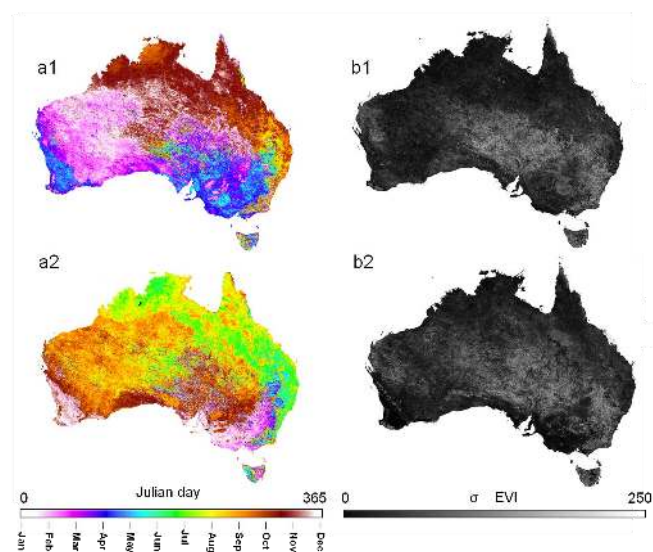 a1
b1
a2
b2
0 Julian day 365
0 σ EVI 250
Jan Feb Mar Apr May Jun Jul Aug Sep Oct Nov Dec